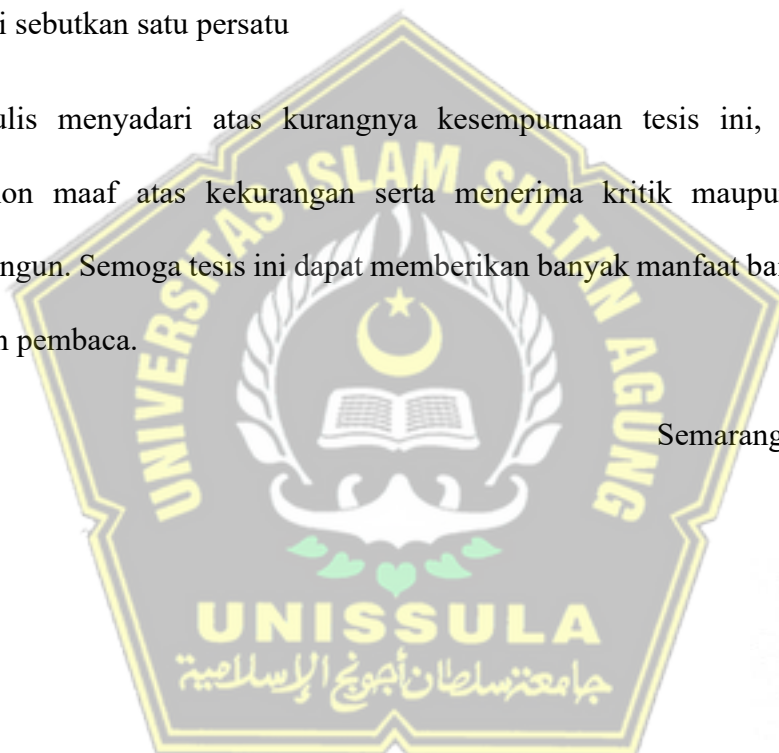 i sebutkan satu persatu
ulis menyadari atas kurangnya kesempurnaan tesis ini,
on maaf atas kekurangan serta menerima kritik maupu
ngun. Semoga tesis ini dapat memberikan banyak manfaat ba
n pembaca.
Semarang
UNIVERSITAS ISLAM SULTAN AGUNG
UNISSULA
جامعة سلطان أجونج الإسلامية